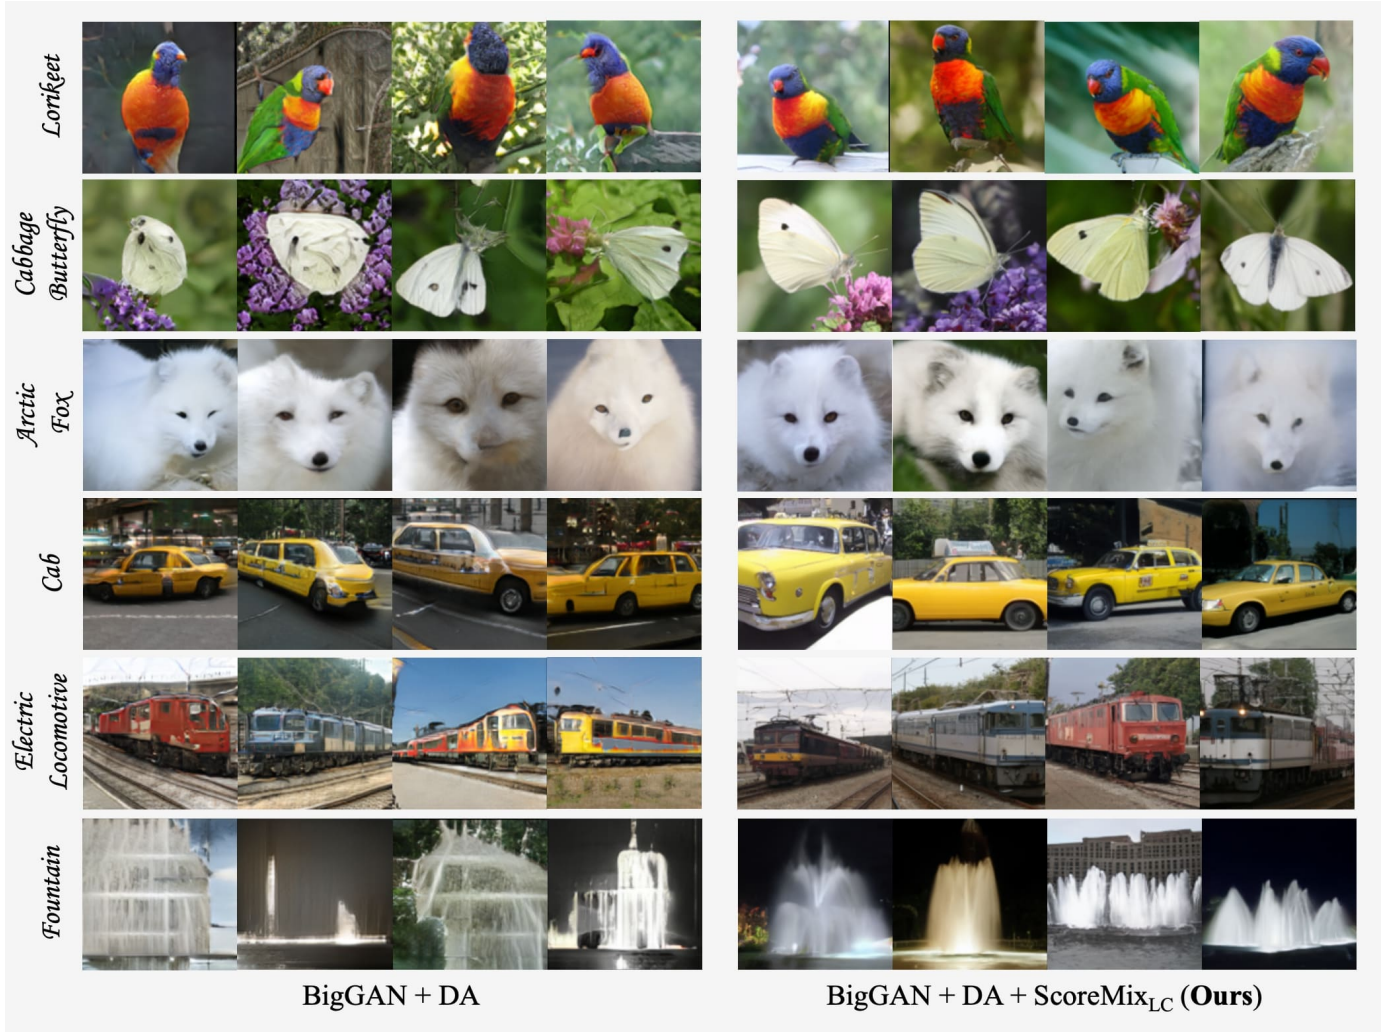 Lorikeet
Cabbage
Butterfly
Arctic
Fox
Cab
Electric
Locomotive
Fountain
BigGAN + DA
BigGAN + DA + ScoreMixLC (Ours)